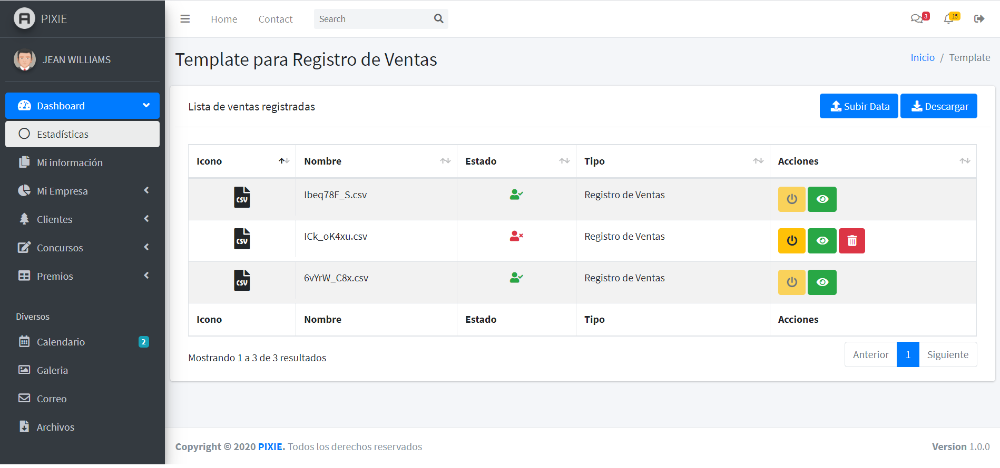 PIXIE
Home
Contact
Search
3
15
JEAN WILLIAMS
Dashboard
Estadísticas
Mi información
Mi Empresa
Clientes
Concursos
Premios
Diversos
Calendario 2
Galeria
Correo
Archivos
Template para Registro de Ventas
Inicio / Template
Lista de ventas registradas
Subir Data
Descargar
Icono Nombre Estado Tipo Acciones
CSV Ibeq78F_S.csv Registro de Ventas
CSV ICk_oK4xu.csv Registro de Ventas
CSV 6vYrW_C8x.csv Registro de Ventas
Icono Nombre Estado Tipo Acciones
Mostrando 1 a 3 de 3 resultados
Anterior 1 Siguiente
Copyright © 2020 PIXIE. Todos los derechos reservados
Version 1.0.0